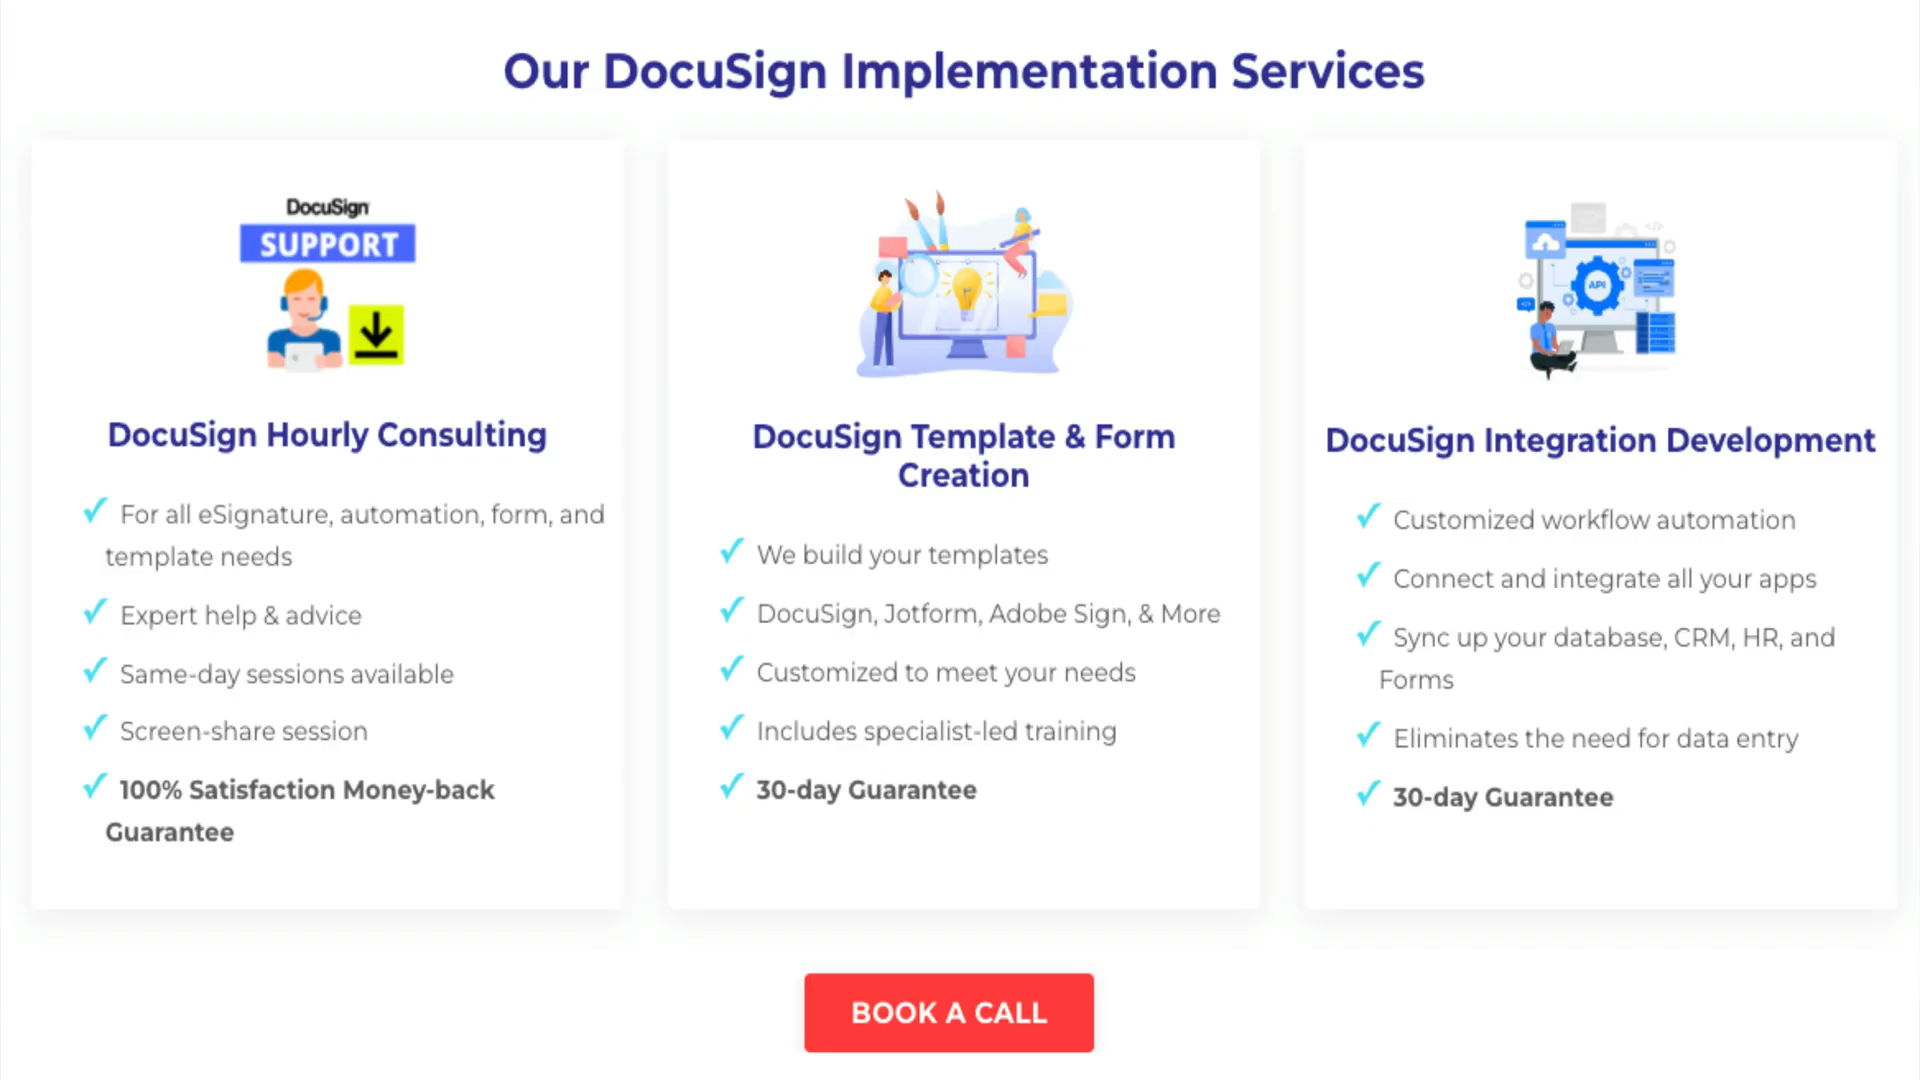 Our DocuSign Implementation Services
DocuSign
SUPPORT
DocuSign Hourly Consulting
For all eSignature, automation, form, and
template needs
Expert help & advice
Same-day sessions available
Screen-share session
100% Satisfaction Money-back
Guarantee
DocuSign Template & Form
Creation
We build your templates
DocuSign, Jotform, Adobe Sign, & More
Customized to meet your needs
Includes specialist-led training
30-day Guarantee
API
DocuSign Integration Development
Customized workflow automation
Connect and integrate all your apps
Sync up your database, CRM, HR, and
Forms
Eliminates the need for data entry
30-day Guarantee
BOOK A CALL